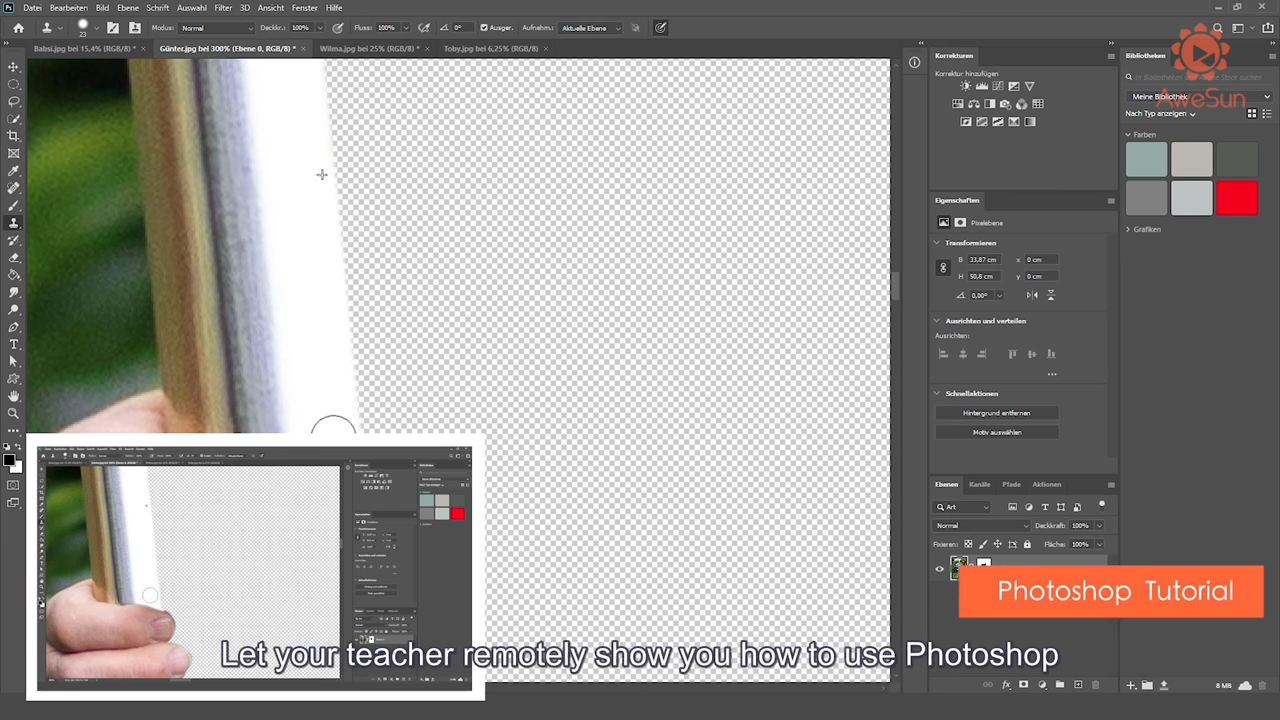 Datei Bearbeiten Bild Ebene Schrift Auswahl Filter 3D Ansicht Fenster Hilfe
23 Modus: Normal Deckkr.: 100% Fluss: 100% 0° Ausger. Aufnehm.: Aktuelle Ebene
Babsi.jpg bei 15,4% (RGB/8) * × Günter.jpg bei 300% (Ebene 0, RGB/8) * × Wilma.jpg bei 25% (RGB/8) * × Toby.jpg bei 6,25% (RGB/8) ×
Korrekturen
Korrektur hinzufügen
Eigenschaften
Pixelebene
Transformieren
B 33,87 cm x 0 cm
H 50,8 cm y 0 cm
0,00°
Ausrichten und verteilen
Ausrichten:
Schnellaktionen
Hintergrund entfernen
Motiv auswählen
Ebenen Kanäle Pfade Aktionen
Art
Normal Deckkraft: 100%
Fixieren: Fläche: 100%
Bibliotheken
Meine Bibliothek
AweSun
Nach Typ anzeigen
Farben
Grafiken
8 MB
Photoshop Tutorial
Let your teacher remotely show you how to use Photoshop